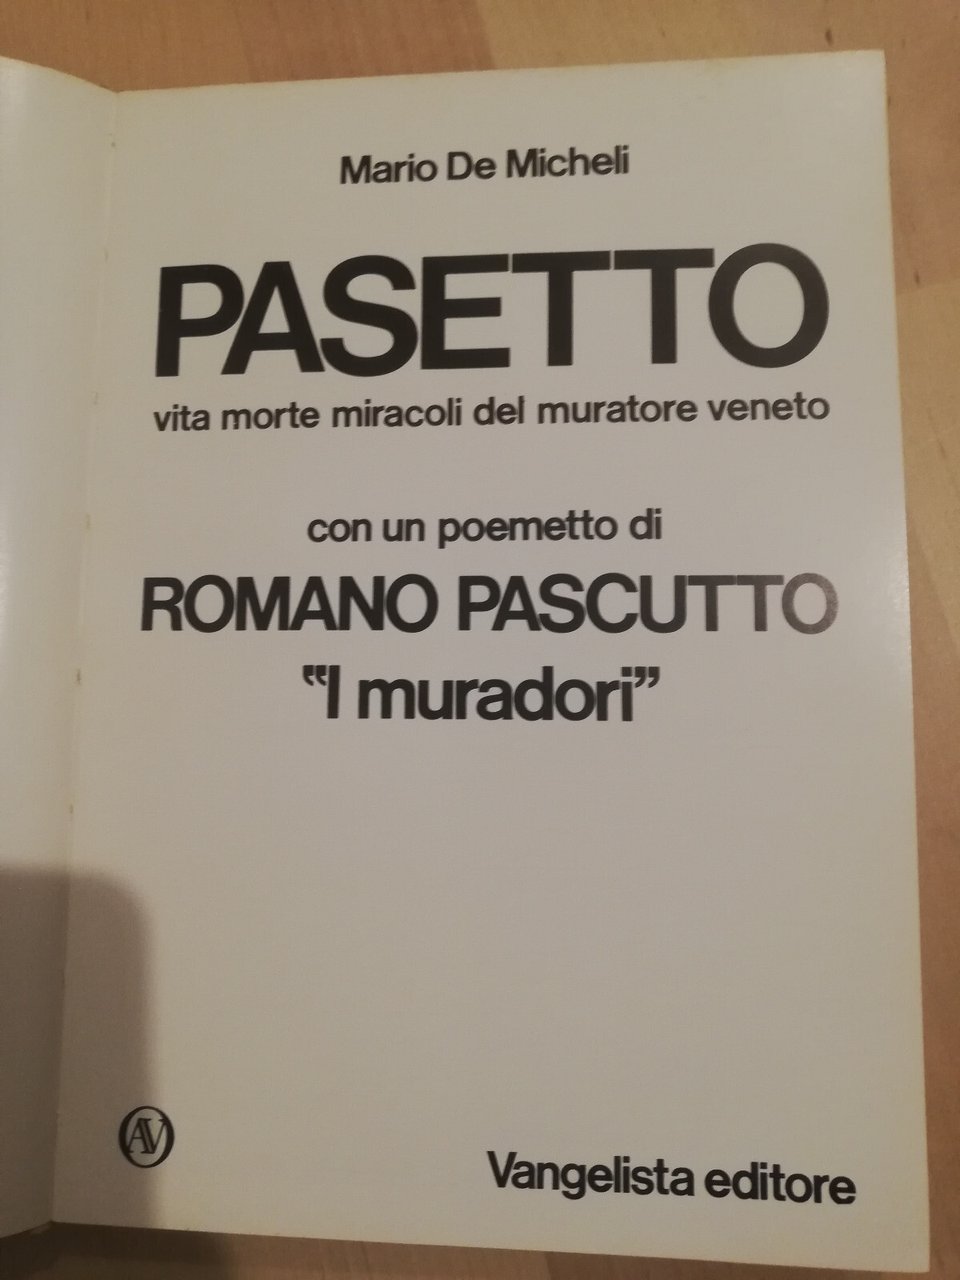 Mario De Micheli
PASETTO
vita morte miracoli del muratore veneto
con un poemetto di
ROMANO PASCUTTO
“I muradori”
AV
Vangelista editore